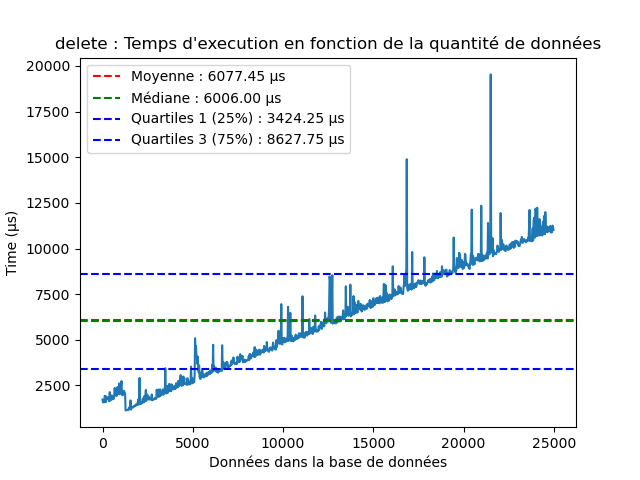 delete : Temps d'execution en fonction de la quantité de données
Moyenne : 6077.45 µs
Médiane : 6006.00 µs
Quartiles 1 (25%) : 3424.25 µs
Quartiles 3 (75%) : 8627.75 µs
20000
17500
15000
12500
10000
7500
5000
2500
Time (µs)
0 5000 10000 15000 20000 25000
Données dans la base de données